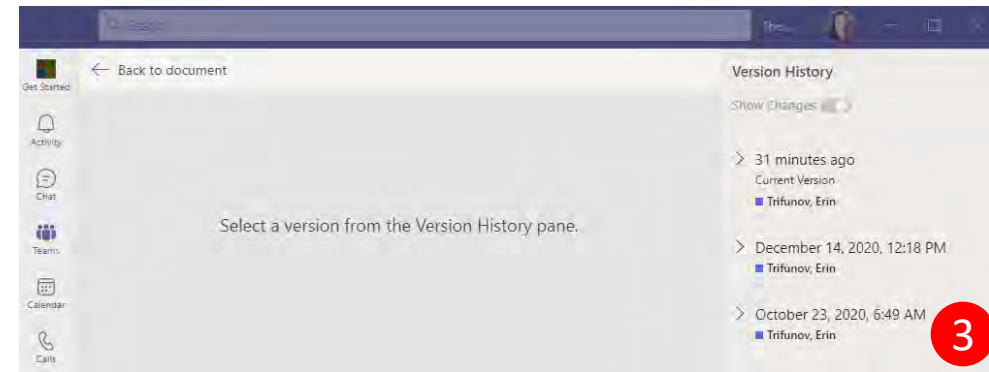 Search
Get Started
Activity
Chat
Teams
Calendar
Calls
← Back to document
Select a version from the Version History pane.
Version History
Show Changes
31 minutes ago
Current Version
Trifunov, Erin
December 14, 2020, 12:18 PM
Trifunov, Erin
October 23, 2020, 6:49 AM
Trifunov, Erin
3